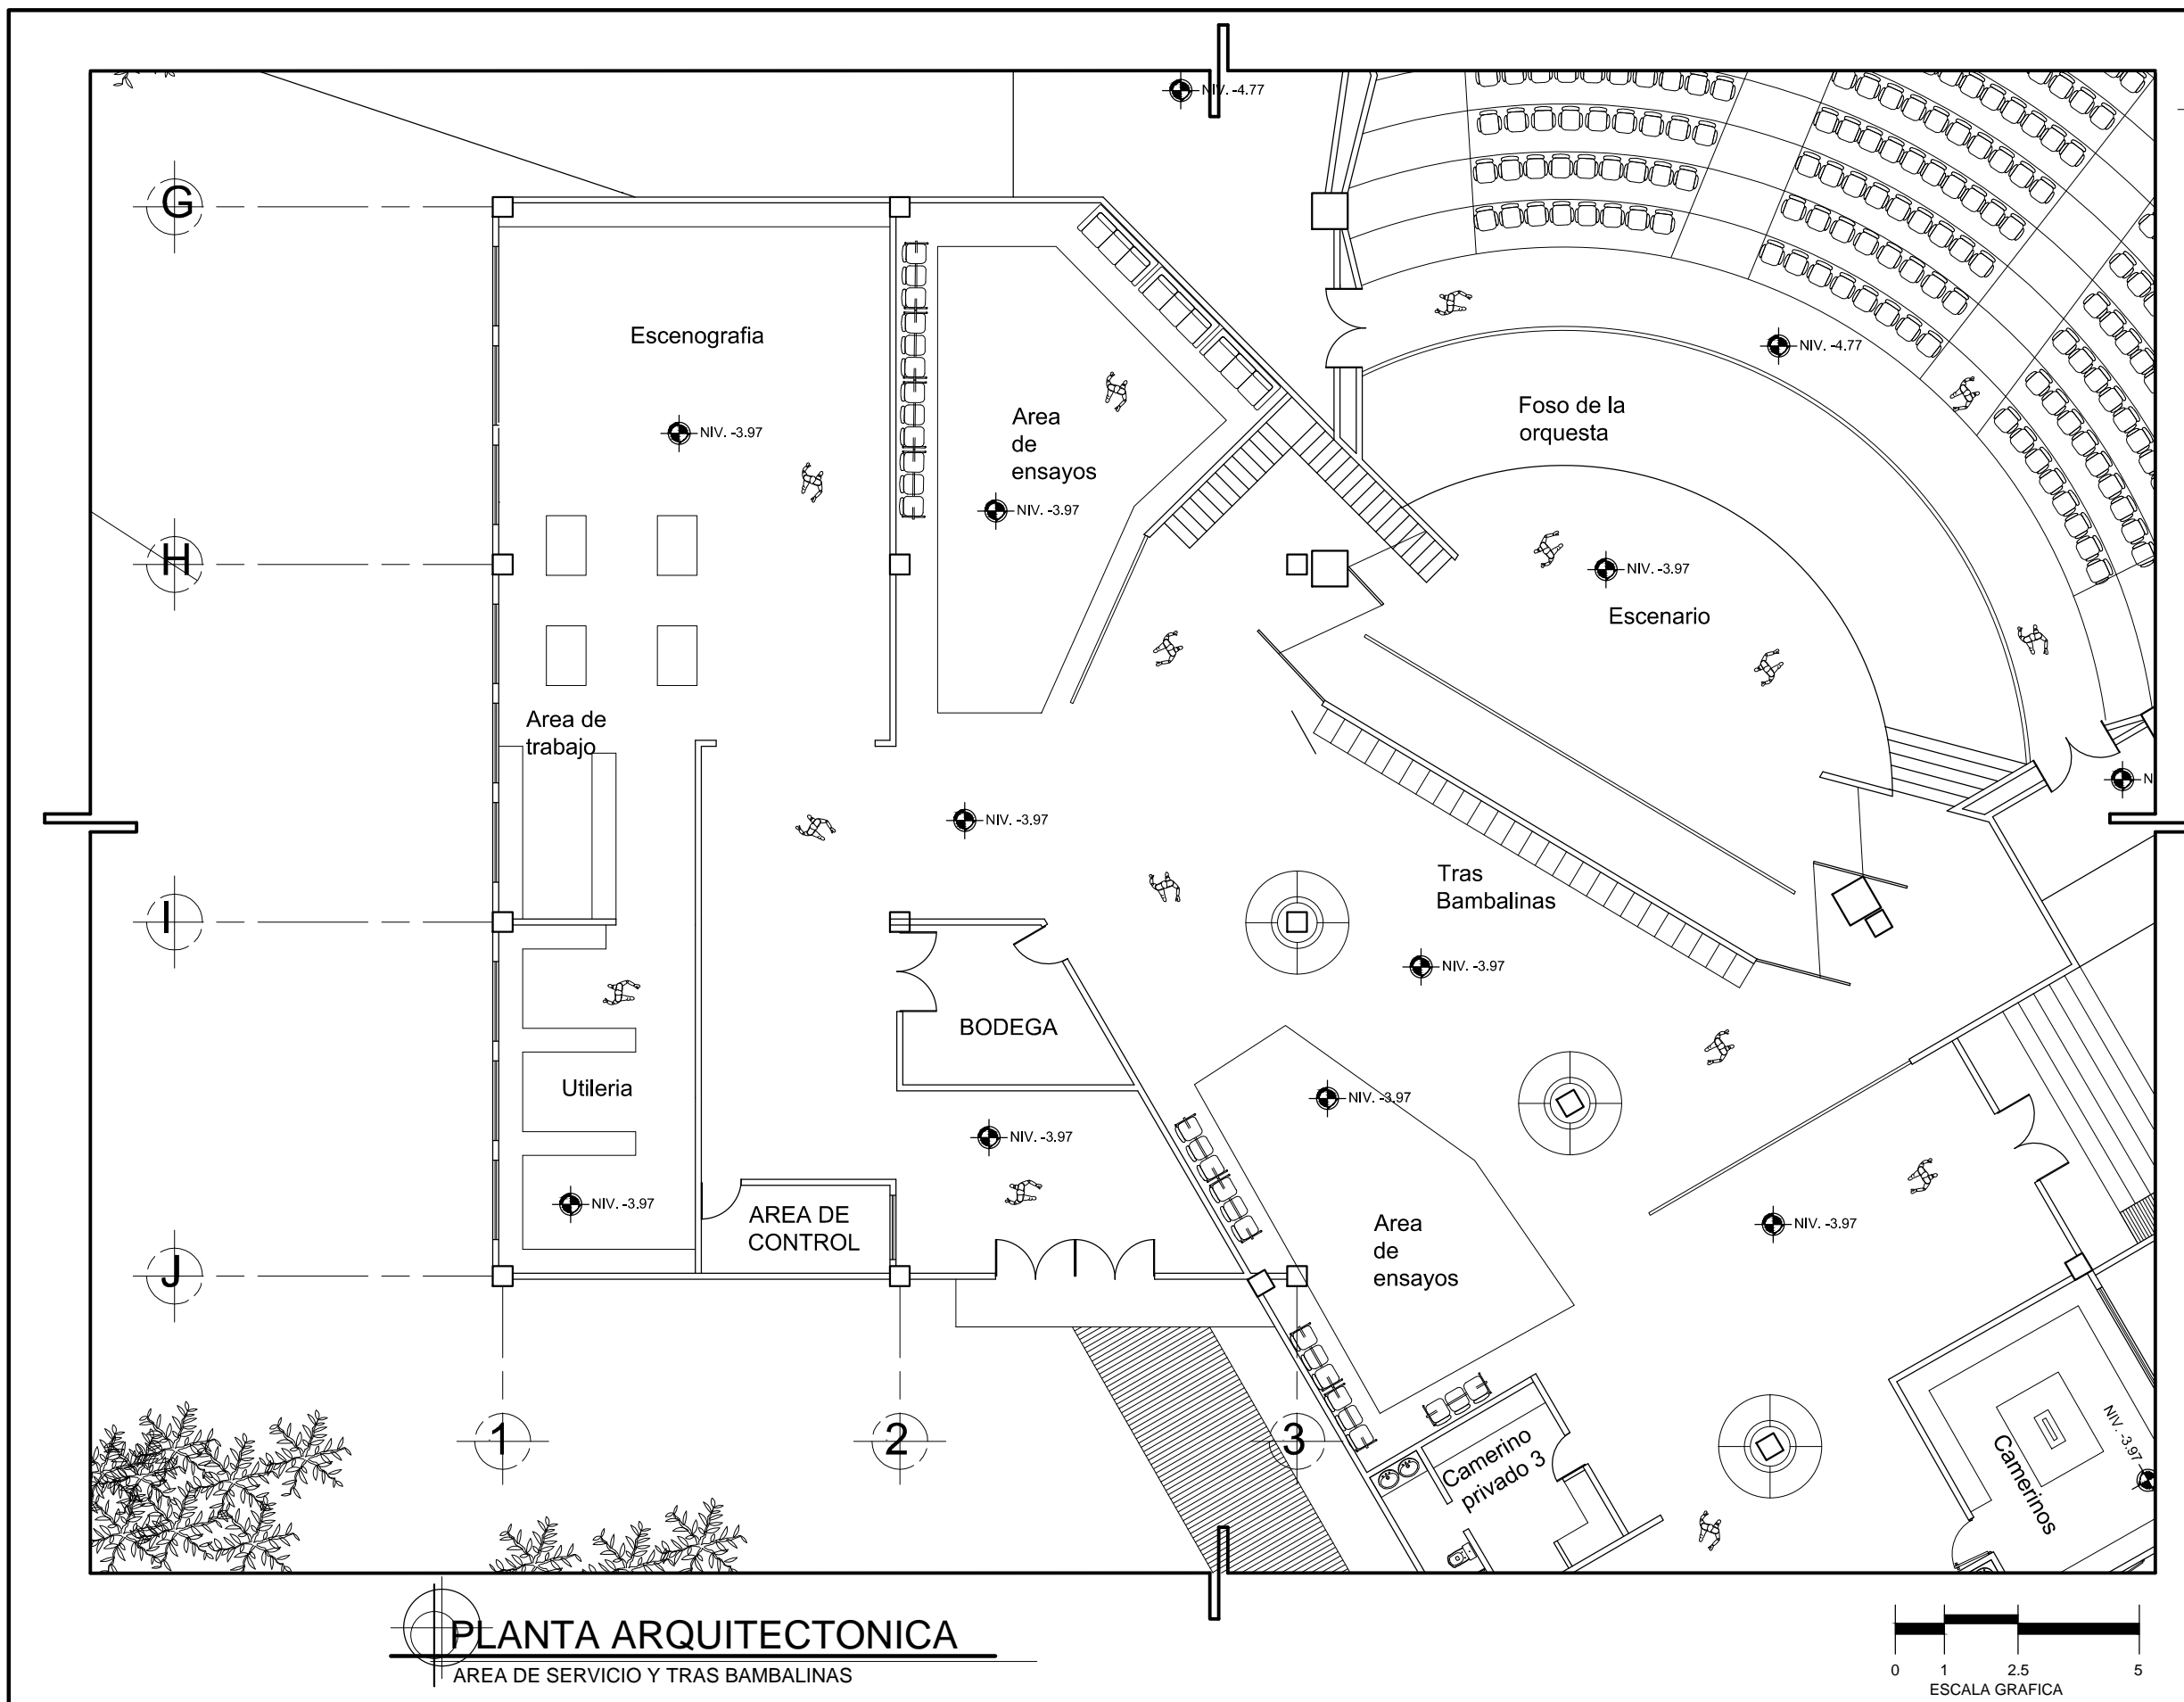 NIV. -4.77
G
Escenografia
NIV. -4.77
Foso de la
orquesta
Area
de
ensayos
NIV. -3.97
NIV. -3.97
H
NIV. -3.97
Escenario
Area de
trabajo
N
NIV. -3.97
Tras
Bambalinas
I
NIV. -3.97
BODEGA
Utileria
NIV. -3.97
NIV. -3.97
NIV. -3.97
AREA DE
CONTROL
Area
de
ensayos
NIV. -3.97
J
1
2
3
Camerino
privado 3
Camerinos
NIV. -3.97
PLANTA ARQUITECTONICA
AREA DE SERVICIO Y TRAS BAMBALINAS
0 1 2.5 5
ESCALA GRAFICA